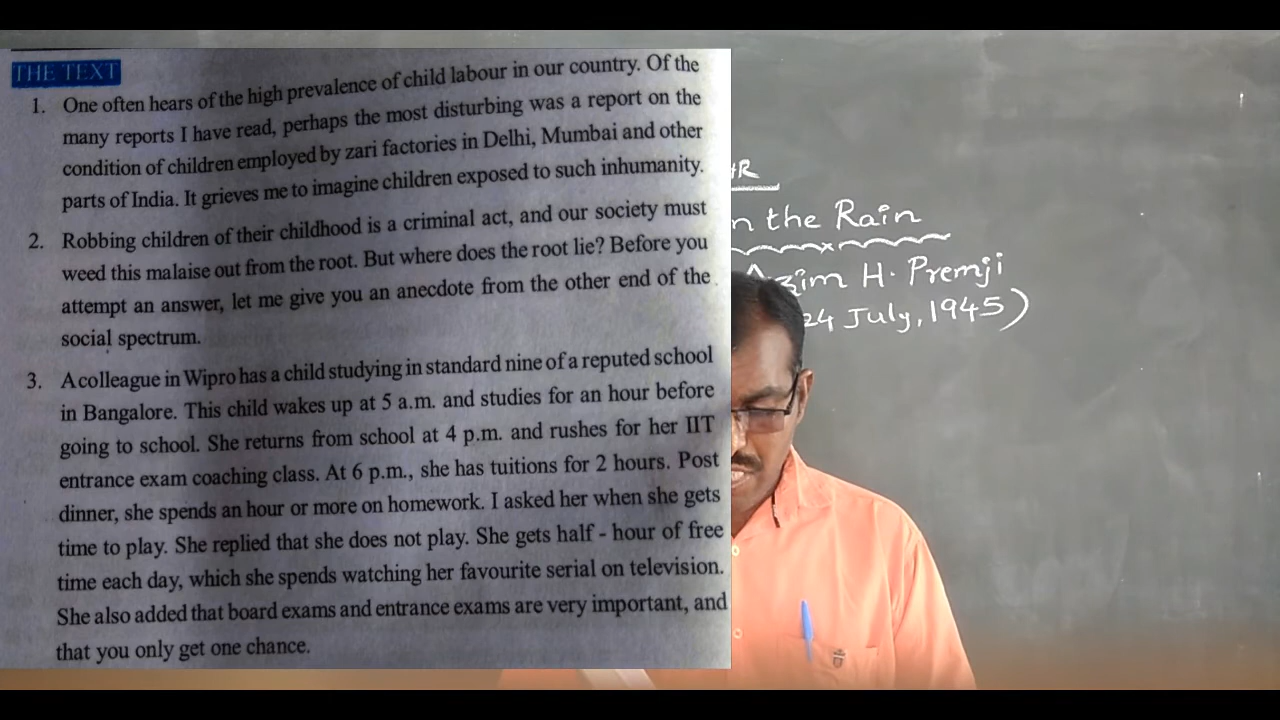 THE TEXT
1. One often hears of the high prevalence of child labour in our country. Of the
many reports I have read, perhaps the most disturbing was a report on the
condition of children employed by zari factories in Delhi, Mumbai and other
parts of India. It grieves me to imagine children exposed to such inhumanity.
2. Robbing children of their childhood is a criminal act, and our society must
weed this malaise out from the root. But where does the root lie? Before you
attempt an answer, let me give you an anecdote from the other end of the
social spectrum.
3. A colleague in Wipro has a child studying in standard nine of a reputed school
in Bangalore. This child wakes up at 5 a.m. and studies for an hour before
going to school. She returns from school at 4 p.m. and rushes for her IIT
entrance exam coaching class. At 6 p.m., she has tuitions for 2 hours. Post
dinner, she spends an hour or more on homework. I asked her when she gets
time to play. She replied that she does not play. She gets half - hour of free
time each day, which she spends watching her favourite serial on television.
She also added that board exams and entrance exams are very important, and
that you only get one chance.
n the Rain
Azim H. Premji
24 July, 1945)